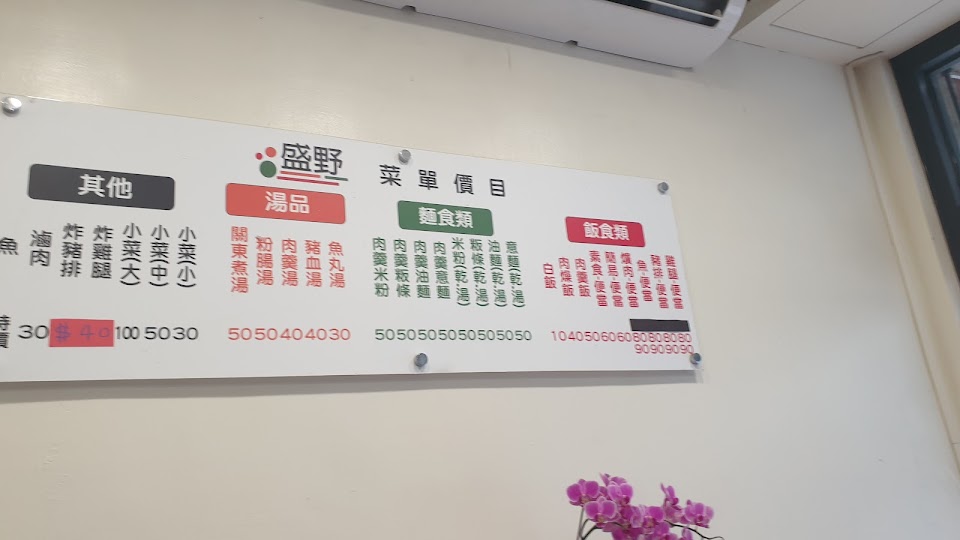 盛野 菜單價目
飯食類
雞腿·便當
豬排·便當
魚·便當
爌肉·便當
簡易·便當
素食·便當
肉羹飯
肉燥飯
白飯
104050606080808080
90909090
麵食類
意麵(乾.湯)
油麵(乾.湯)
粄條(乾.湯)
米粉(乾.湯)
肉羹意麵
肉羹油麵
肉羹粄條
肉羹米粉
5050505050505050
湯品
魚丸湯
豬血湯
肉羹湯
粉腸湯
關東煮湯
5050404030
其他
小菜(小)
小菜(中)
小菜(大)
炸雞腿
炸豬排
滷肉
魚
特價 30 $40 100 50 30